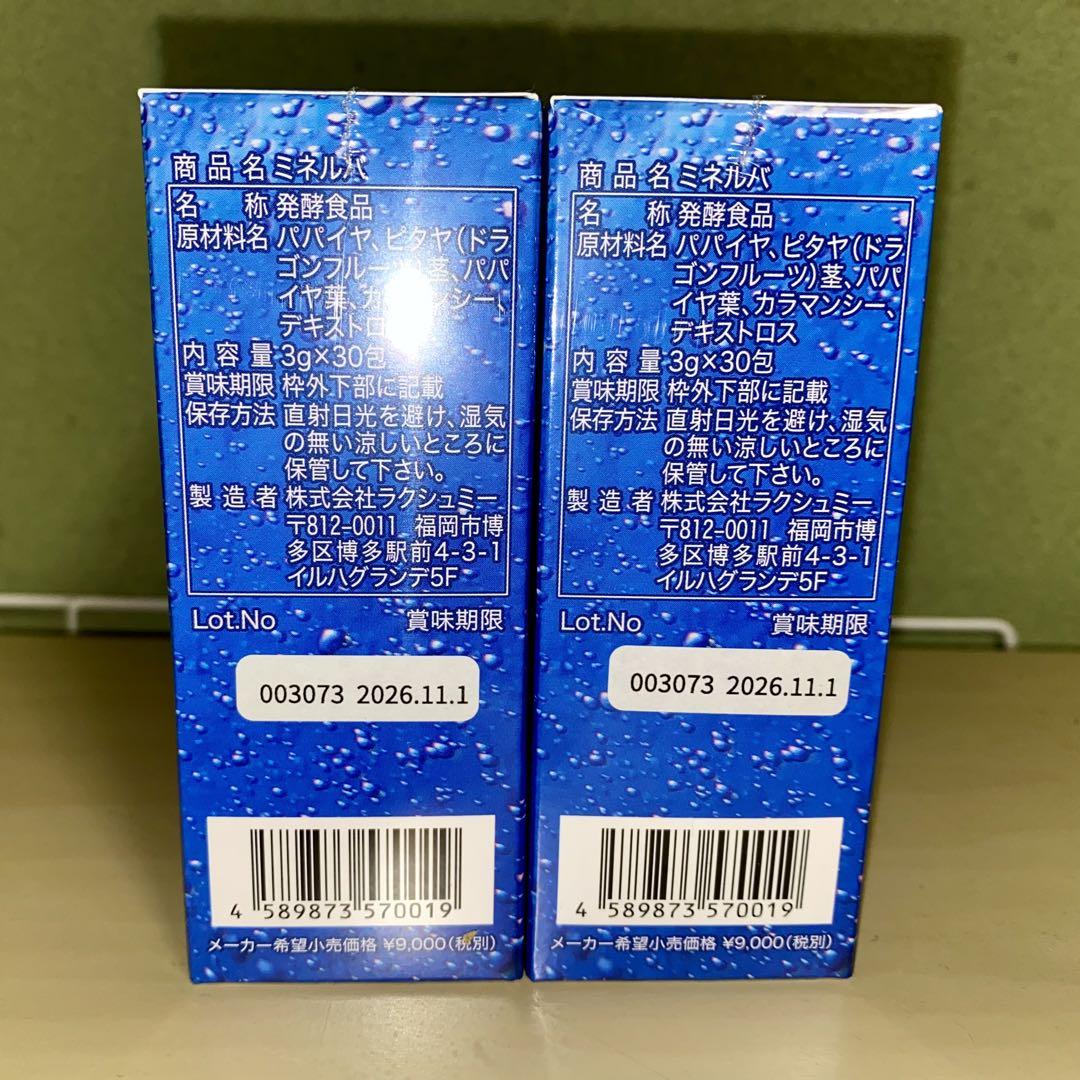 商品名 ミネルバ
名称 発酵食品
原材料名 パパイヤ、ピタヤ(ドラ
ゴンフルーツ)茎、パパ
イヤ葉、カラマンシー、
デキストロ
内容量 3g×30包
賞味期限 枠外下部に記載
保存方法 直射日光を避け、湿気
の無い涼しいところに
保管して下さい。
製造者 株式会社ラクシュミー
〒812-0011 福岡市博
多区博多駅前4-3-1
イルハグランデ5F
Lot.No 賞味期限
003073 2026.11.1
4 589873 570019
メーカー希望小売価格 ¥9,000(税別)
商品名 ミネルバ
名称 発酵食品
原材料名 パパイヤ、ピタヤ(ドラ
ゴンフルーツ)茎、パパ
イヤ葉、カラマンシー、
デキストロス
内容量 3g×30包
賞味期限 枠外下部に記載
保存方法 直射日光を避け、湿気
の無い涼しいところに
保管して下さい。
製造者 株式会社ラクシュミー
〒812-0011 福岡市博
多区博多駅前4-3-1
イルハグランデ5F
Lot.No 賞味期限
003073 2026.11.1
4 589873 570019
メーカー希望小売価格 ¥9,000(税別)